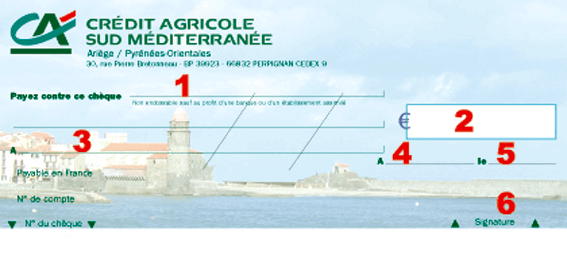 CA
CRÉDIT AGRICOLE
SUD MÉDITERRANÉE
Ariège / Pyrénées-Orientales
30, rue Pierre Bretonneau - BP 39923 - 66832 PERPIGNAN CEDEX 9
Payez contre ce chèque 1
Non endossable sauf au profit d'une banque ou d'un établissement assimilé
€ 2
A 3
A 4 le 5
Payable en France
N° de compte
6
N° du chèque
Signature